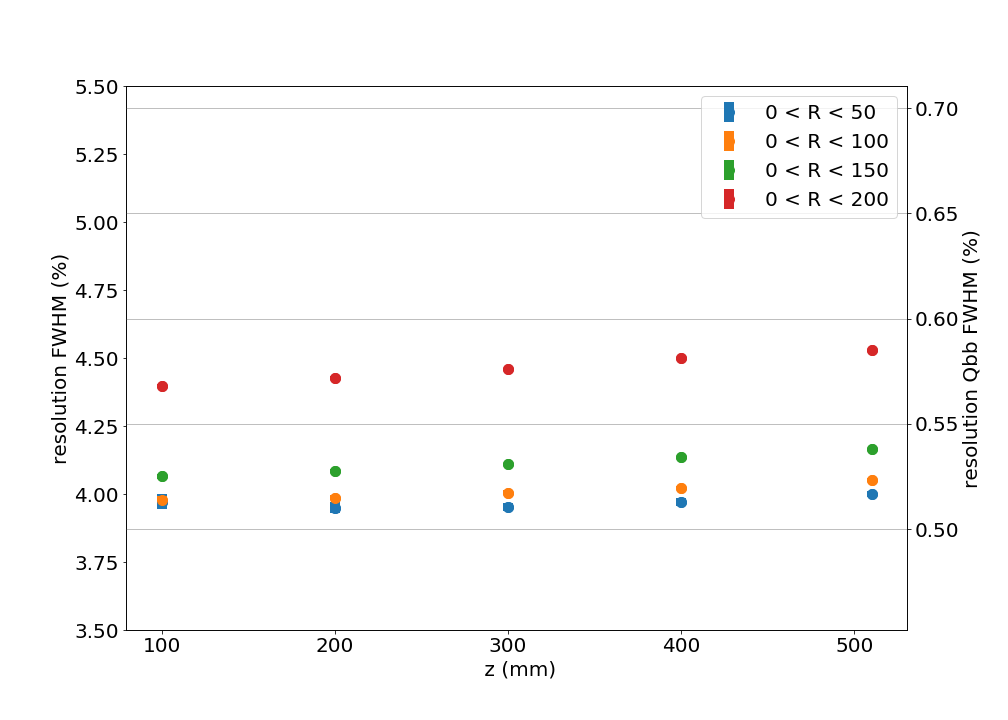 5.50
5.25
5.00
4.75
4.50
4.25
4.00
3.75
3.50
resolution FWHM (%)
100
200
300
400
500
z (mm)
0.70
0.65
0.60
0.55
0.50
resolution Qbb FWHM (%)
0 < R < 50
0 < R < 100
0 < R < 150
0 < R < 200